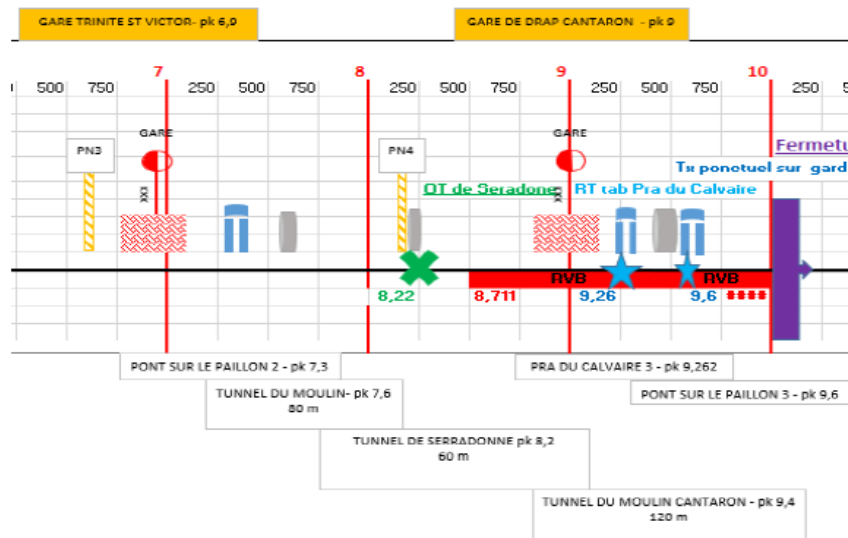 GARE TRINITE ST VICTOR- pk 6,9
GARE DE DRAP CANTARON - pk 9
7 8 9 10
500 750 250 500 750 250 500 750 250 500 750 250
GARE GARE
PN3 PN4
Fermetu
Tx ponctuel sur gard
OT de Seradone RT tab Pra du Calvaire
XX3 XX3
RVB RVB
8,22 8,711 9,26 9,6 ####
PONT SUR LE PAILLON 2 - pk 7,3
PRA DU CALVAIRE 3 - pk 9,262
TUNNEL DU MOULIN- pk 7,6
80 m
PONT SUR LE PAILLON 3 - pk 9,6
TUNNEL DE SERRADONNE pk 8,2
60 m
TUNNEL DU MOULIN CANTARON - pk 9,4
120 m